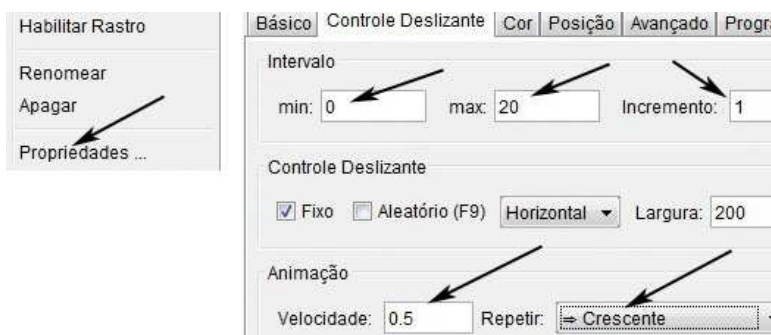 Habilitar Rastro
Renomear
Apagar
Propriedades ...
Básico Controle Deslizante Cor Posição Avançado Progra
Intervalo
min: 0 max: 20 Incremento: 1
Controle Deslizante
Fixo Aleatório (F9) Horizontal Largura: 200
Animação
Velocidade: 0.5 Repetir: ⇒ Crescente